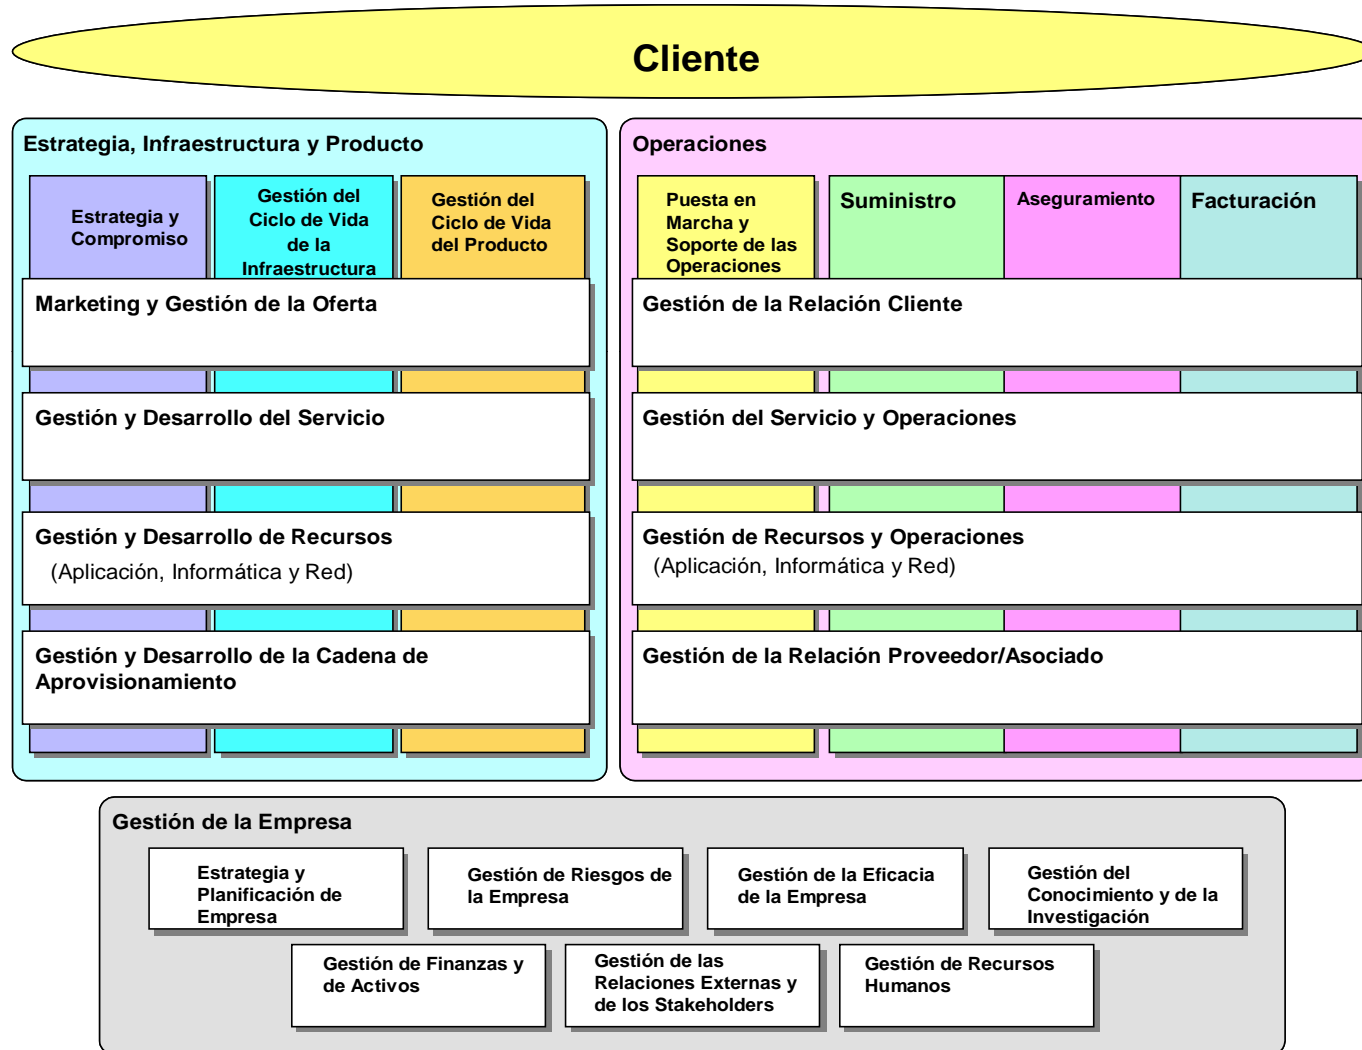 Cliente
Estrategia, Infraestructura y Producto
Estrategia y
Compromiso
Gestión del
Ciclo de Vida
de la
Infraestructura
Gestión del
Ciclo de Vida
del Producto
Marketing y Gestión de la Oferta
Gestión y Desarrollo del Servicio
Gestión y Desarrollo de Recursos
(Aplicación, Informática y Red)
Gestión y Desarrollo de la Cadena de
Aprovisionamiento
Operaciones
Puesta en
Marcha y
Soporte de las
Operaciones
Suministro
Aseguramiento
Facturación
Gestión de la Relación Cliente
Gestión del Servicio y Operaciones
Gestión de Recursos y Operaciones
(Aplicación, Informática y Red)
Gestión de la Relación Proveedor/Asociado
Gestión de la Empresa
Estrategia y
Planificación de
Empresa
Gestión de Riesgos de
la Empresa
Gestión de la Eficacia
de la Empresa
Gestión del
Conocimiento y de la
Investigación
Gestión de Finanzas y
de Activos
Gestión de las
Relaciones Externas y
de los Stakeholders
Gestión de Recursos
Humanos